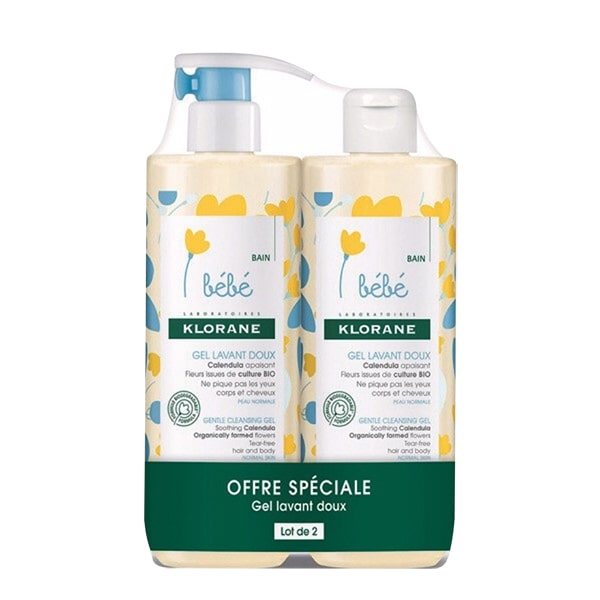 BAIN
bébé
LABORATOIRES
KLORANE
GEL LAVANT DOUX
Calendula apaisant
Fleurs issues de culture BIO
Ne pique pas les yeux
corps et cheveux
PEAU NORMALE
GENTLE CLEANSING GEL
Soothing Calendula
Organically farmed flowers
Tear-free
hair and body
NORMAL SKIN
BAIN
bébé
LABORATOIRES
KLORANE
GEL LAVANT DOUX
Calendula apaisant
Fleurs issues de culture BIO
Ne pique pas les yeux
corps et cheveux
PEAU NORMALE
GENTLE CLEANSING GEL
Soothing Calendula
Organically farmed flowers
Tear-free
hair and body
NORMAL SKIN
OFFRE SPÉCIALE
Gel lavant doux
Lot de 2